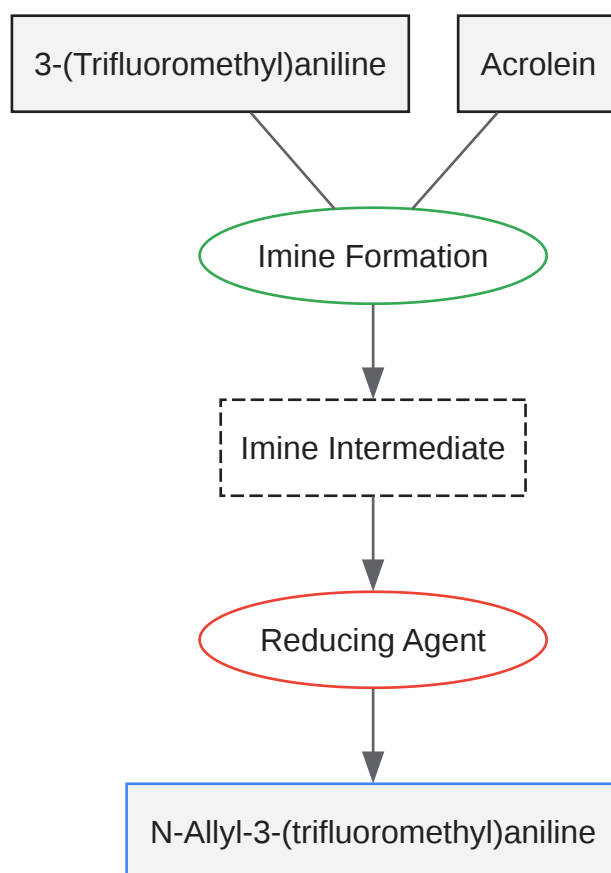 3-(Trifluoromethyl)aniline
Acrolein
Imine Formation
Imine Intermediate
Reducing Agent
N-Allyl-3-(trifluoromethyl)aniline